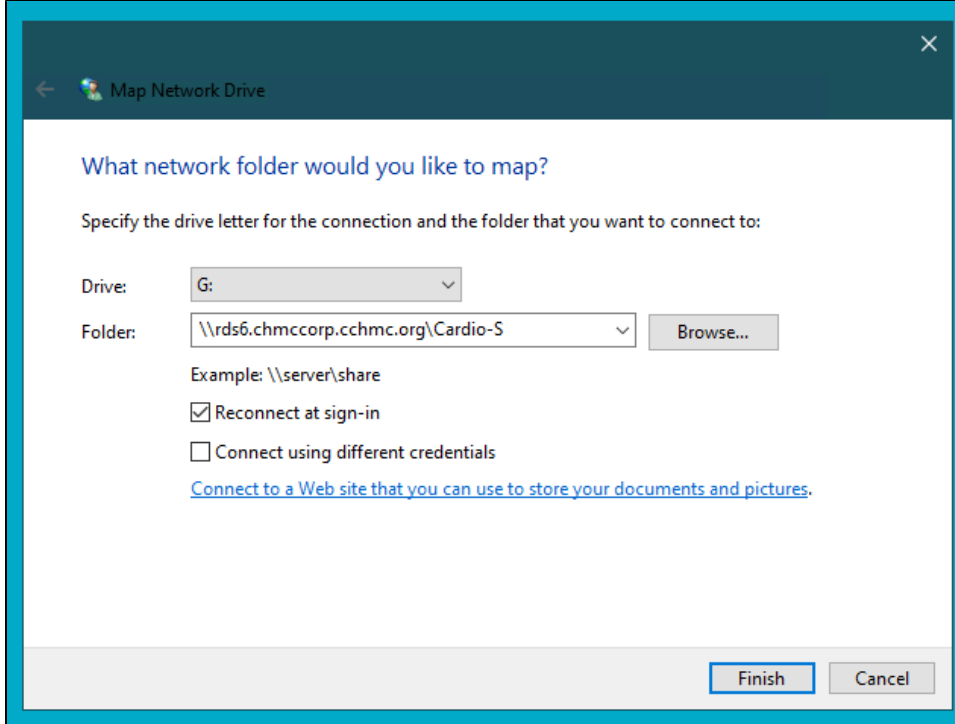 Map Network Drive
What network folder would you like to map?
Specify the drive letter for the connection and the folder that you want to connect to:
Drive: G:
Folder: \\rds6.chmccorp.cchmc.org\Cardio-S Browse...
Example: \\server\share
Reconnect at sign-in
Connect using different credentials
Connect to a Web site that you can use to store your documents and pictures.
Finish Cancel